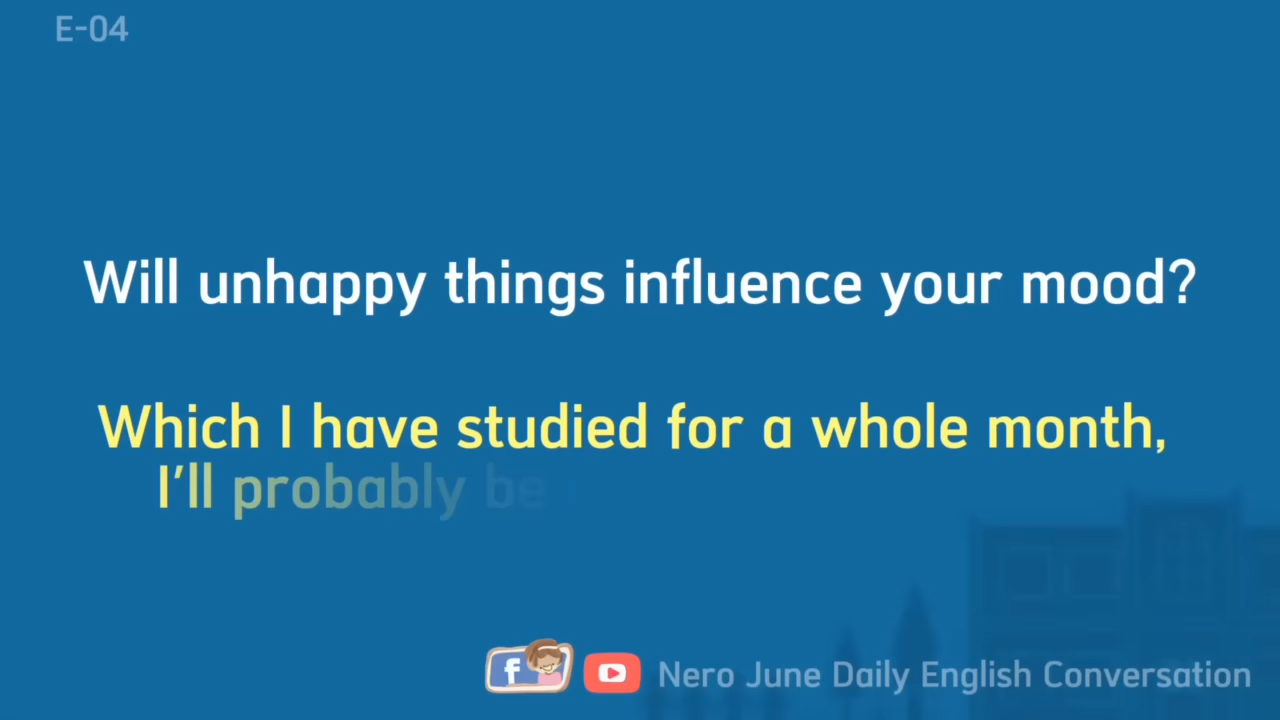 E-04
Will unhappy things influence your mood?
Which I have studied for a whole month,
I'll probably be
f
Nero June Daily English Conversation